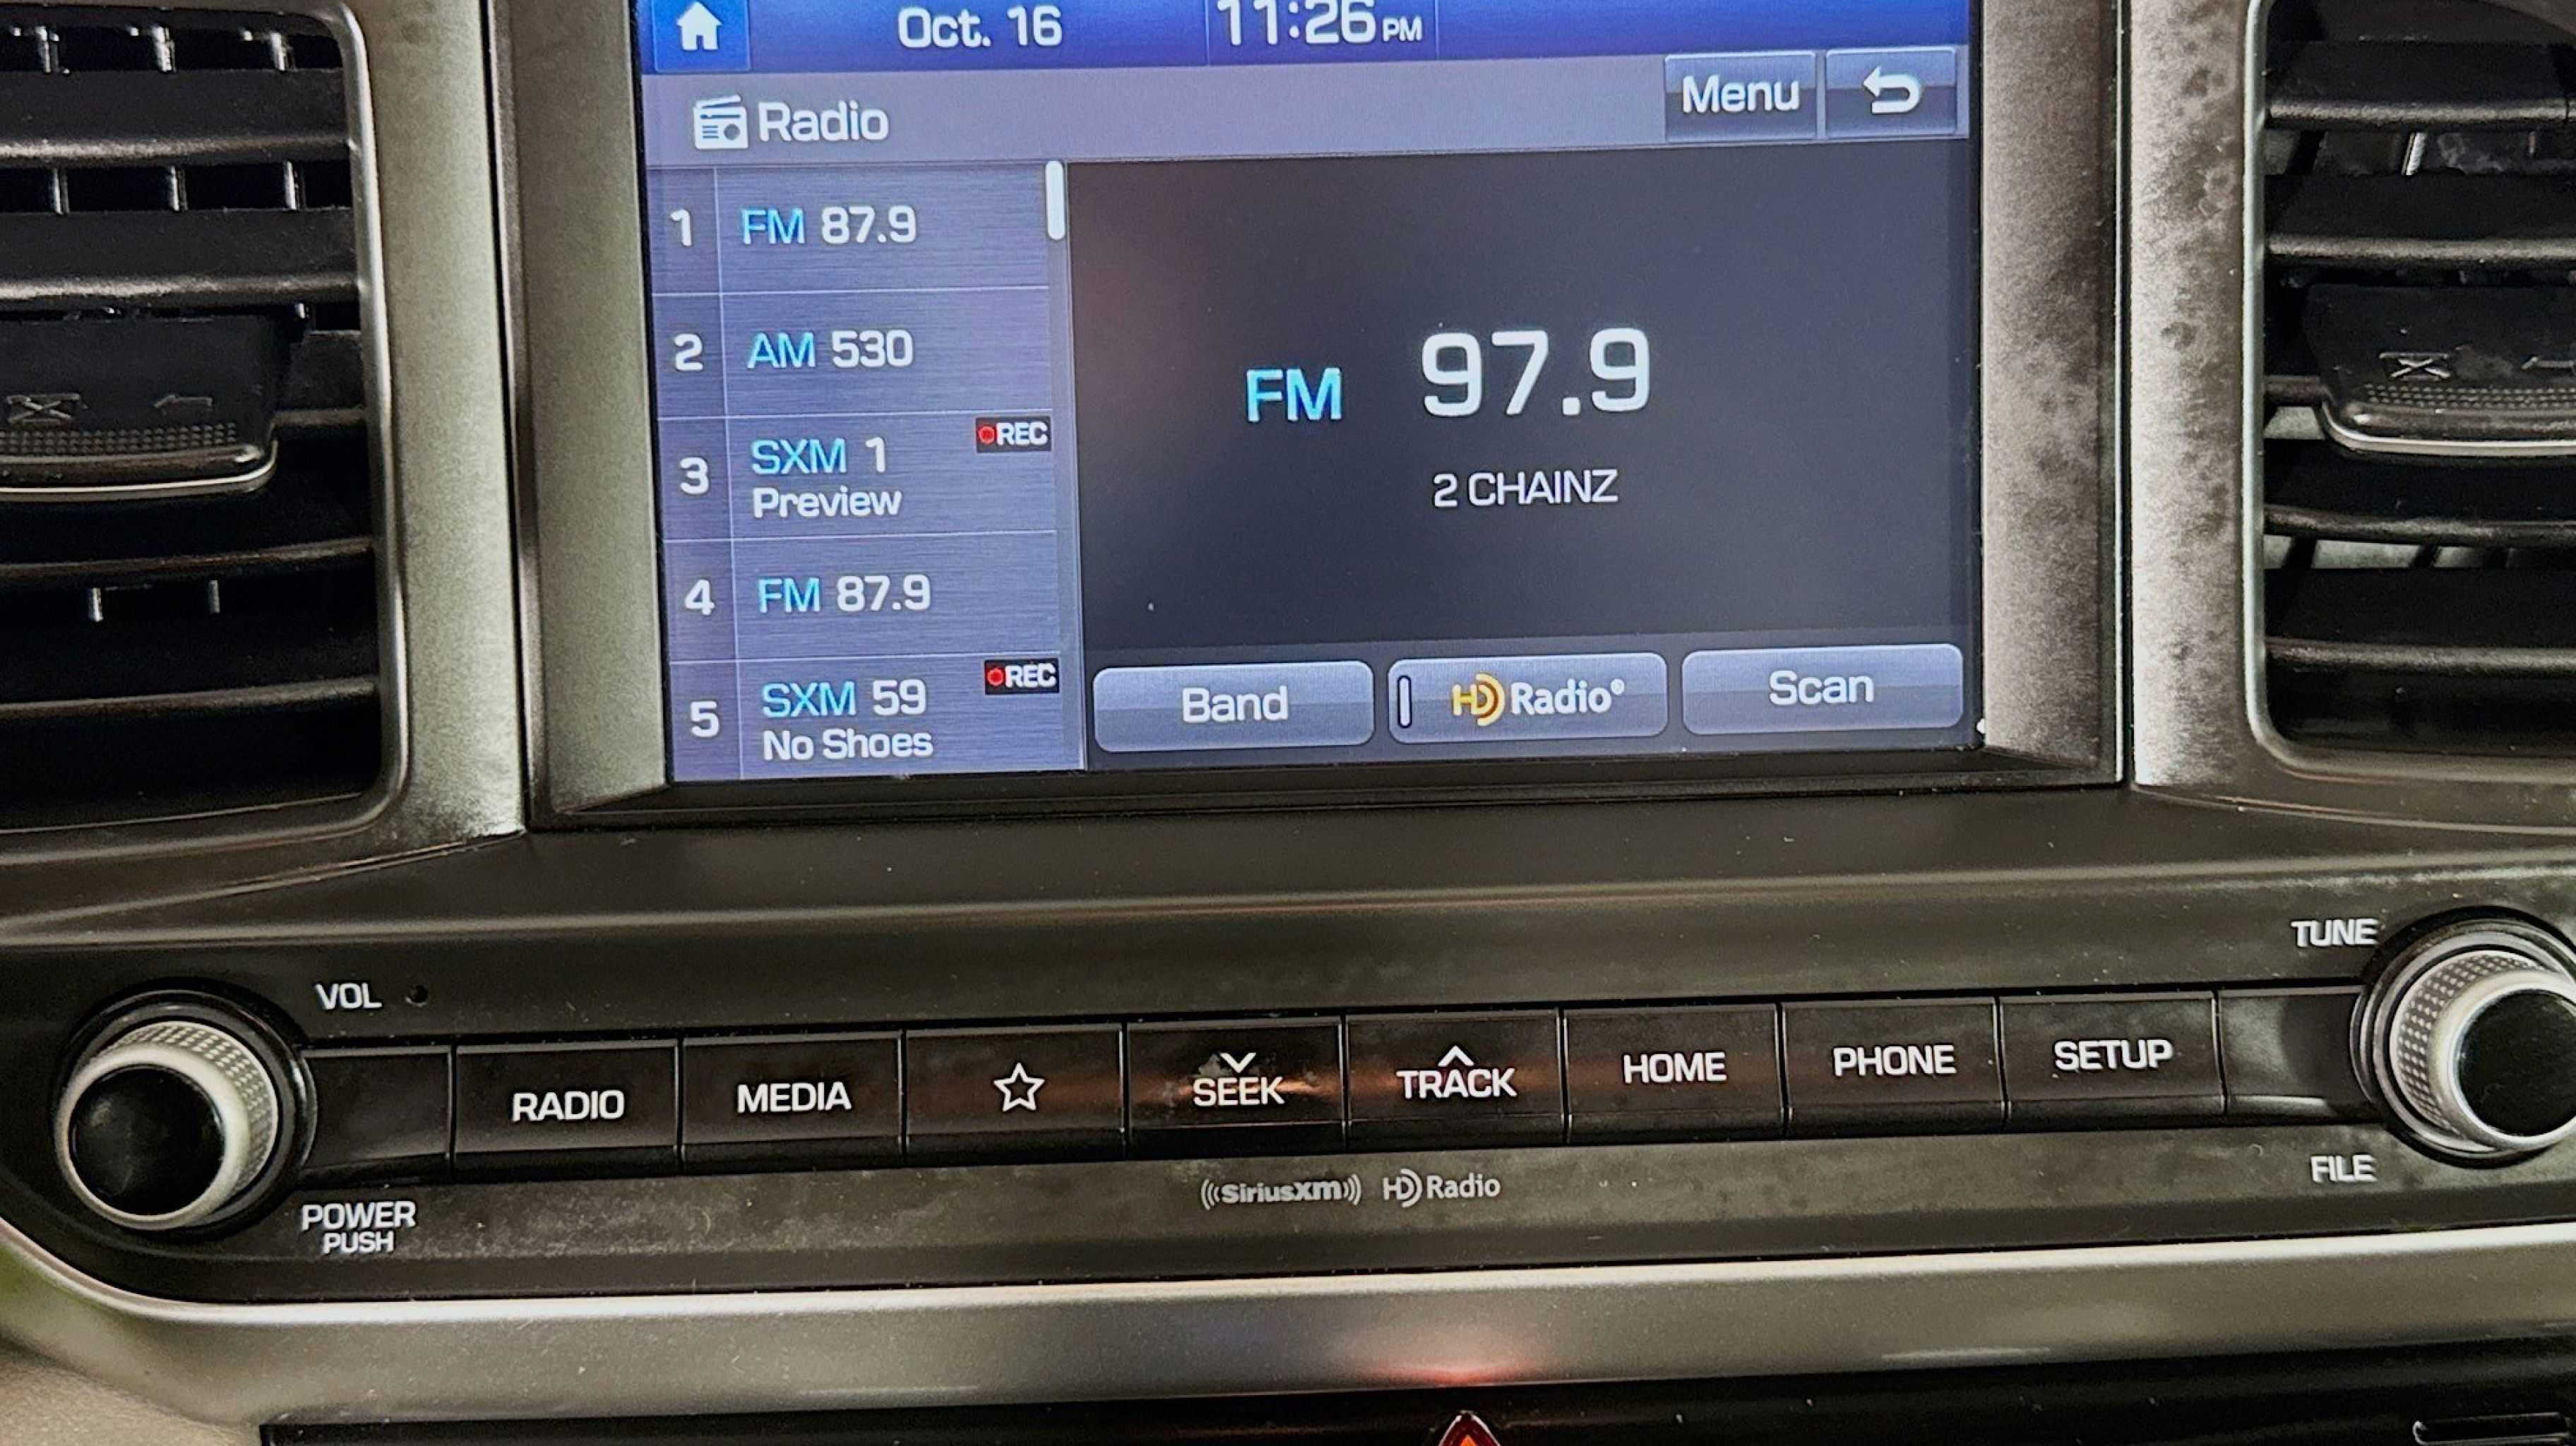 Oct. 16
11:26 PM
Radio
Menu
1 FM 87.9
2 AM 530
3 SXM 1
Preview
REC
4 FM 87.9
5 SXM 59
No Shoes
REC
FM 97.9
2 CHAINZ
Band
HD Radio®
Scan
VOL
TUNE
RADIO
MEDIA
SEEK
TRACK
HOME
PHONE
SETUP
POWER
PUSH
FILE
((SiriusXM)) HD Radio